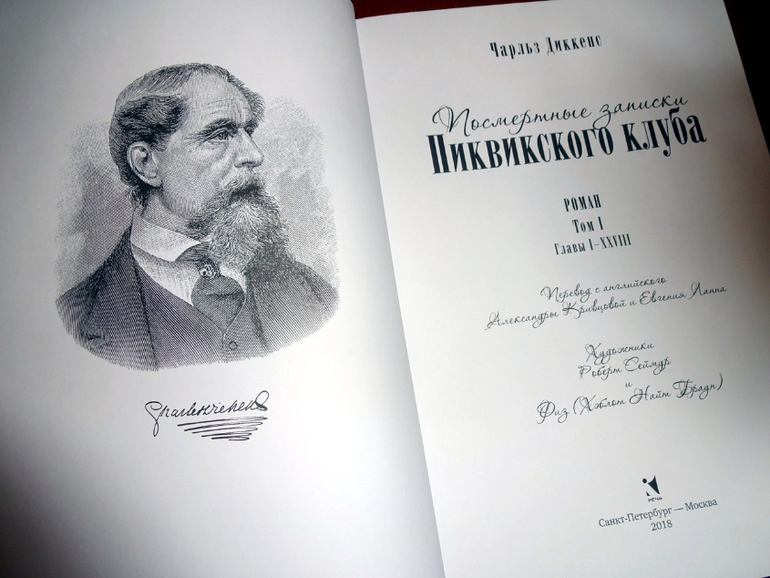 Чарльз Диккенс
Посмертные записки
Пиквикского клуба
РОМАН
Том I
Главы I–XXVIII
Перевод с английского
Александры Кривцовой и Евгения Ланна
Художники
Роберт Сеймур
и
Физ (Хэблот Найт Браун)
РЕЧЬ
Санкт-Петербург — Москва
2018